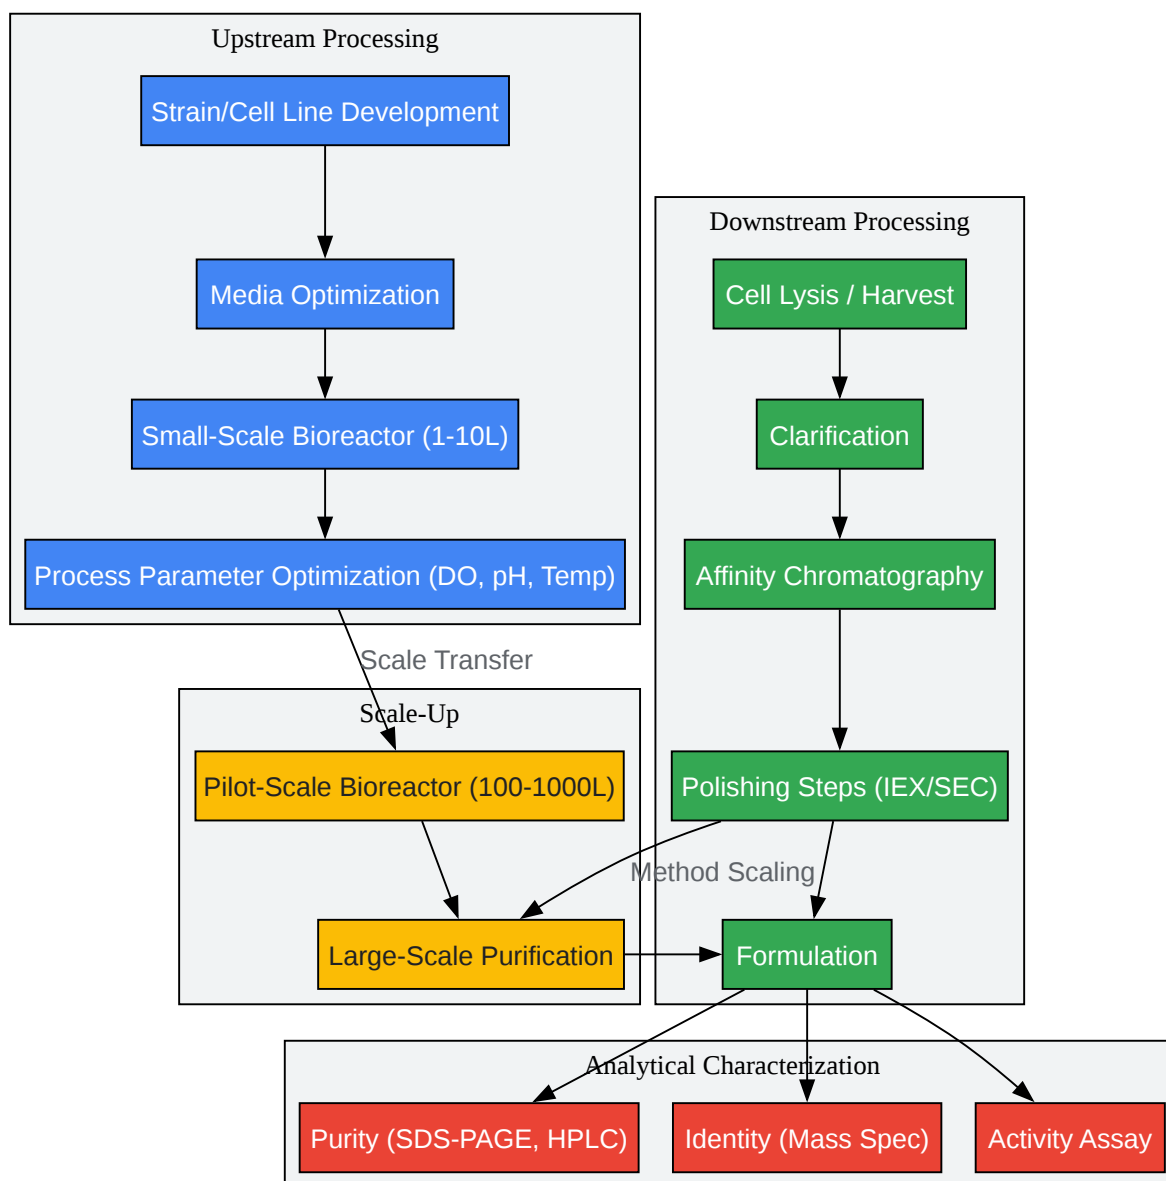 Upstream Processing
Strain/Cell Line Development
Media Optimization
Small-Scale Bioreactor (1-10L)
Process Parameter Optimization (DO, pH, Temp)
Downstream Processing
Cell Lysis / Harvest
Clarification
Affinity Chromatography
Polishing Steps (IEX/SEC)
Formulation
Scale Transfer
Scale-Up
Pilot-Scale Bioreactor (100-1000L)
Method Scaling
Large-Scale Purification
Analytical Characterization
Purity (SDS-PAGE, HPLC)
Identity (Mass Spec)
Activity Assay